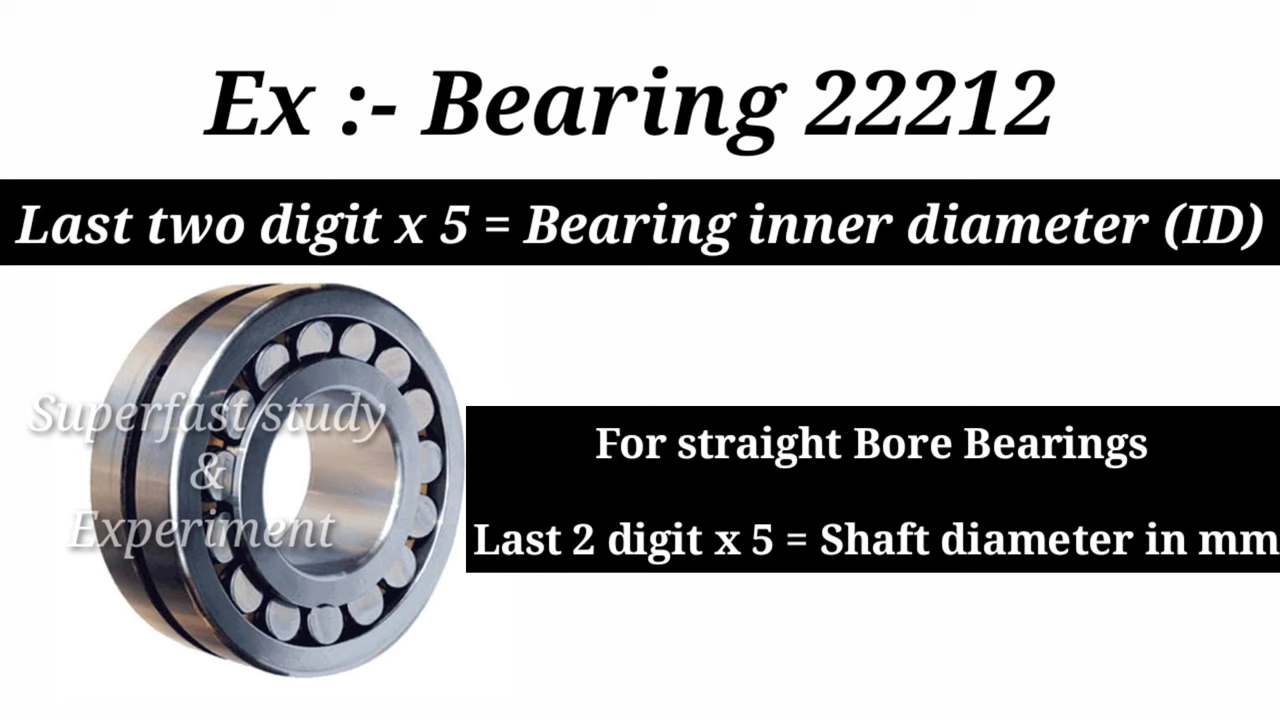 Ex :- Bearing 22212
Last two digit x 5 = Bearing inner diameter (ID)
Superfast study
&
Experiment
For straight Bore Bearings
Last 2 digit x 5 = Shaft diameter in mm